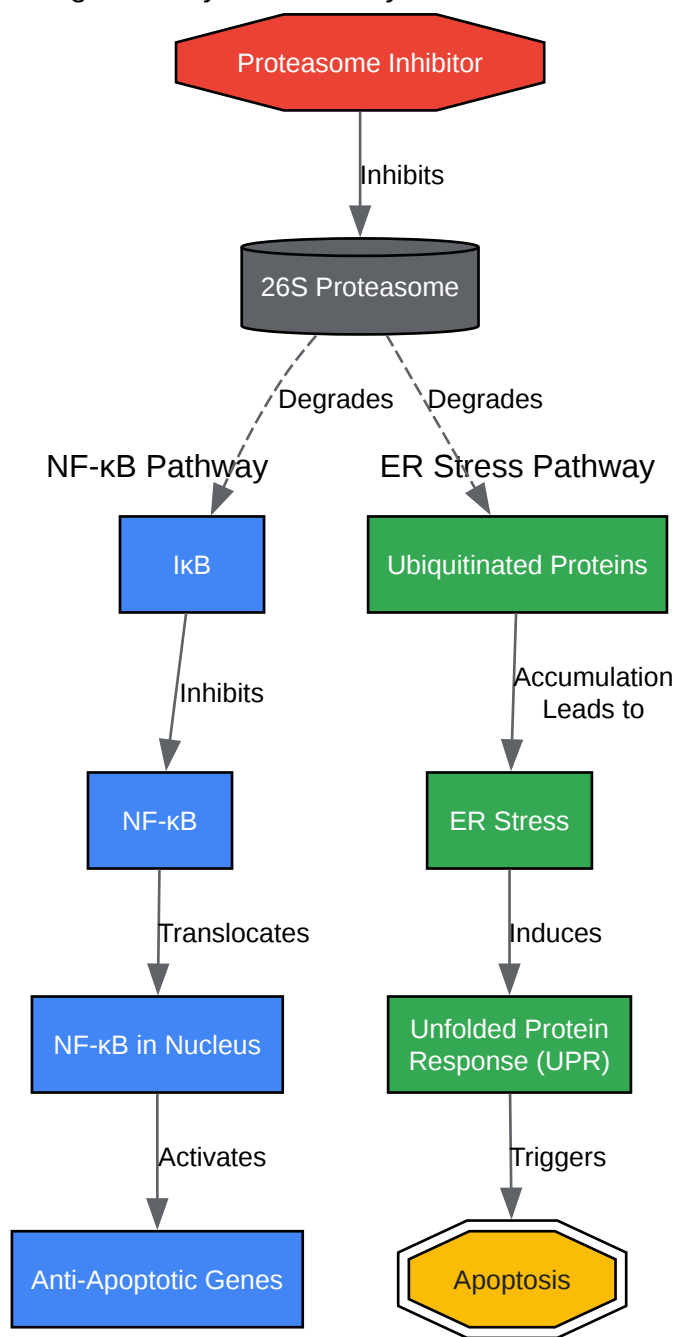 Proteasome Inhibitor
Inhibits
26S Proteasome
Degrades
Degrades
NF-κB Pathway
ER Stress Pathway
IκB
Ubiquitinated Proteins
Inhibits
Accumulation
Leads to
NF-κB
ER Stress
Translocates
Induces
NF-κB in Nucleus
Unfolded Protein
Response (UPR)
Activates
Triggers
Anti-Apoptotic Genes
Apoptosis